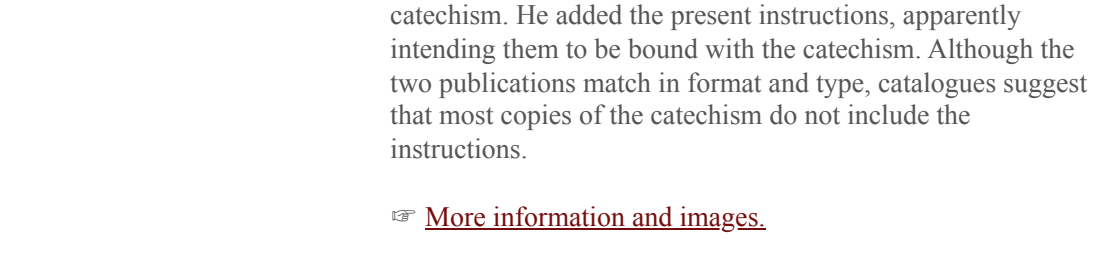 catechism. He added the present instructions, apparently
intending them to be bound with the catechism. Although the
two publications match in format and type, catalogues suggest
that most copies of the catechism do not include the
instructions.
☞ More information and images.